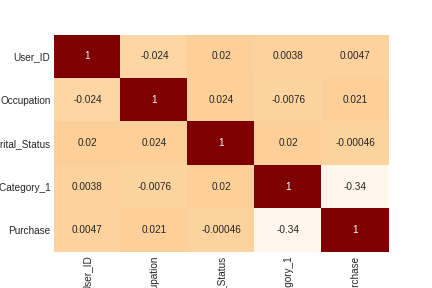 User_ID 1 -0.024 0.02 0.0038 0.0047
Occupation -0.024 1 0.024 -0.0076 0.021
rital_Status 0.02 0.024 1 0.02 -0.00046
Category_1 0.0038 -0.0076 0.02 1 -0.34
Purchase 0.0047 0.021 -0.00046 -0.34 1
User_ID upation _Status gory_1 rchase